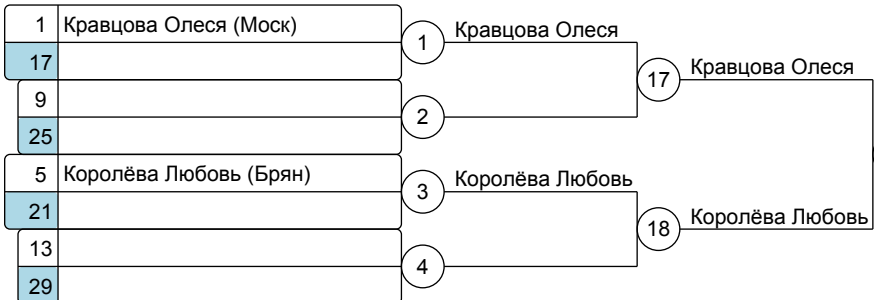 1 Кравцова Олеся (Моск)
17
9
25
5 Королёва Любовь (Брян)
21
13
29
1 Кравцова Олеся
2
3 Королёва Любовь
4
17 Кравцова Олеся
18 Королёва Любовь